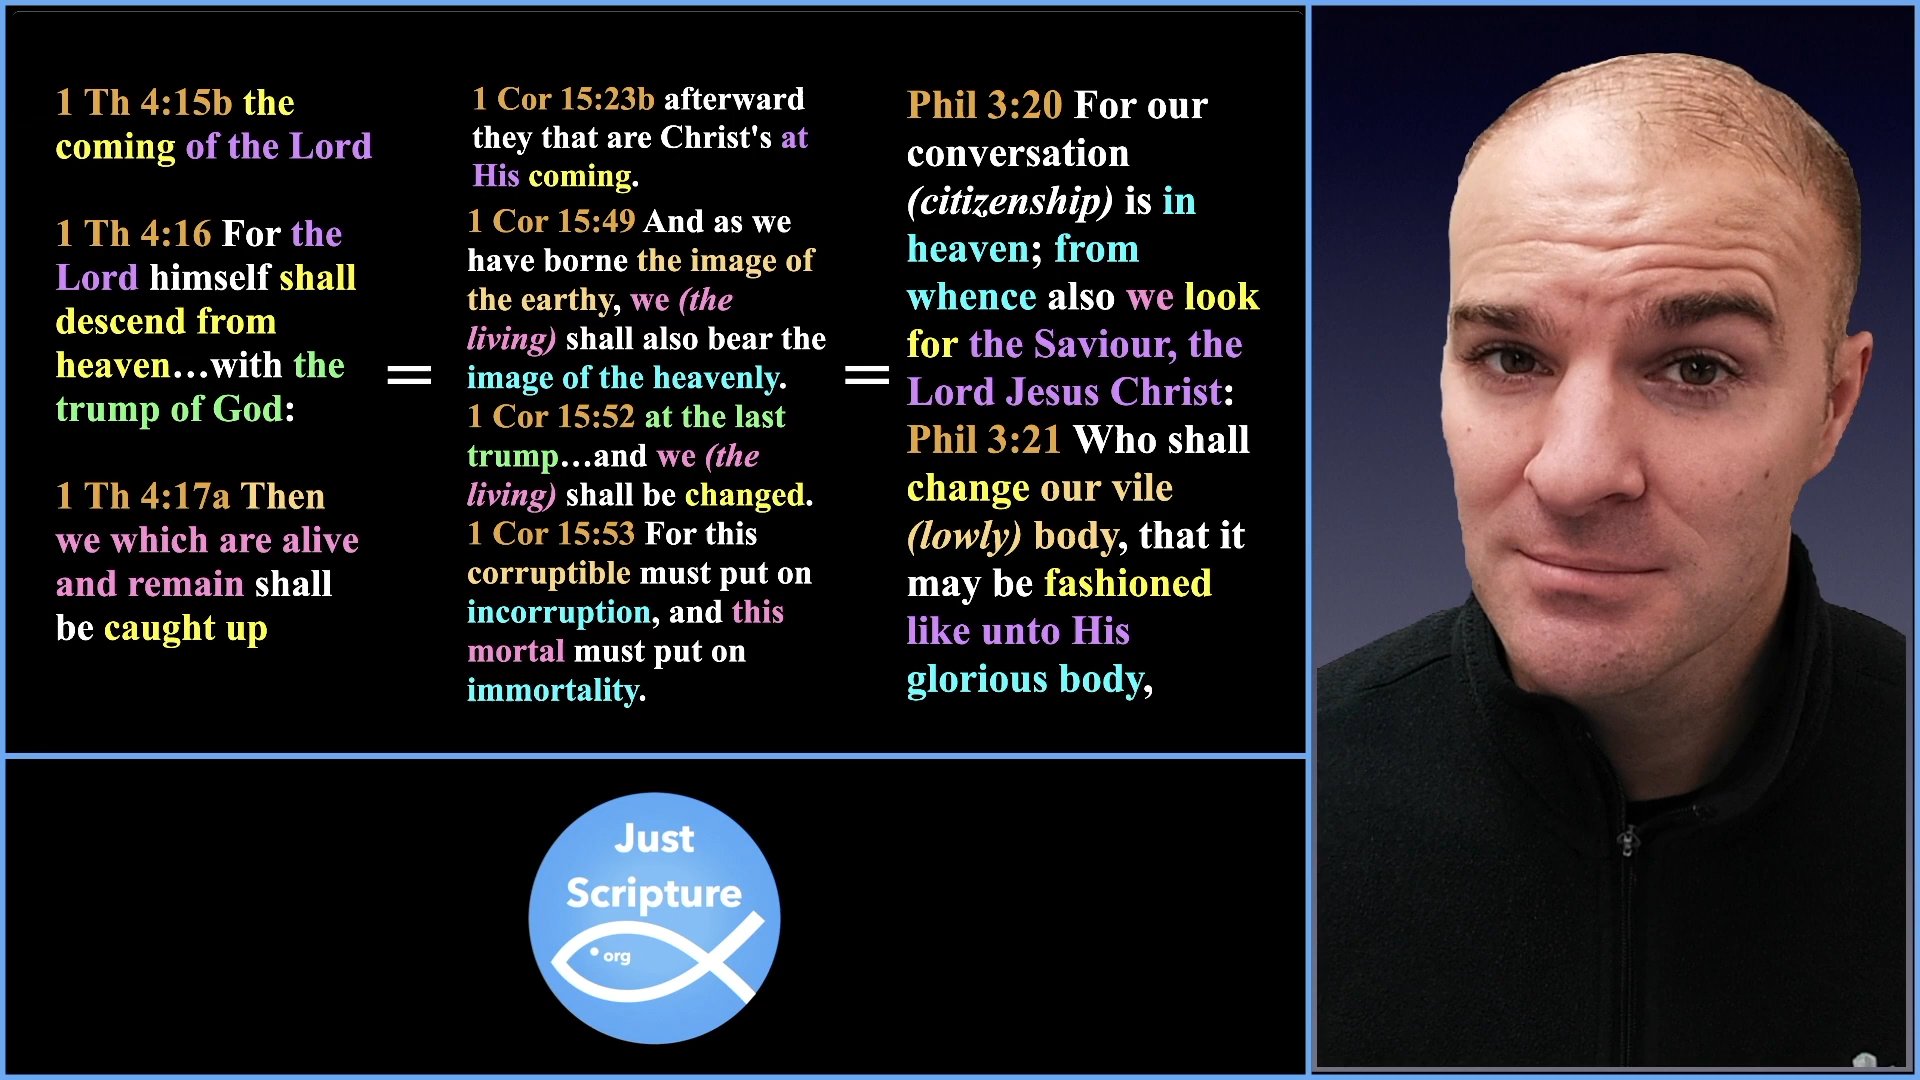 1 Th 4:15b the
coming of the Lord
1 Th 4:16 For the
Lord himself shall
descend from
heaven…with the
trump of God:
1 Th 4:17a Then
we which are alive
and remain shall
be caught up
=
1 Cor 15:23b afterward
they that are Christ's at
His coming.
1 Cor 15:49 And as we
have borne the image of
the earthy, we (the
living) shall also bear the
image of the heavenly.
1 Cor 15:52 at the last
trump…and we (the
living) shall be changed.
1 Cor 15:53 For this
corruptible must put on
incorruption, and this
mortal must put on
immortality.
=
Phil 3:20 For our
conversation
(citizenship) is in
heaven; from
whence also we look
for the Saviour, the
Lord Jesus Christ:
Phil 3:21 Who shall
change our vile
(lowly) body, that it
may be fashioned
like unto His
glorious body,
Just
Scripture
• org